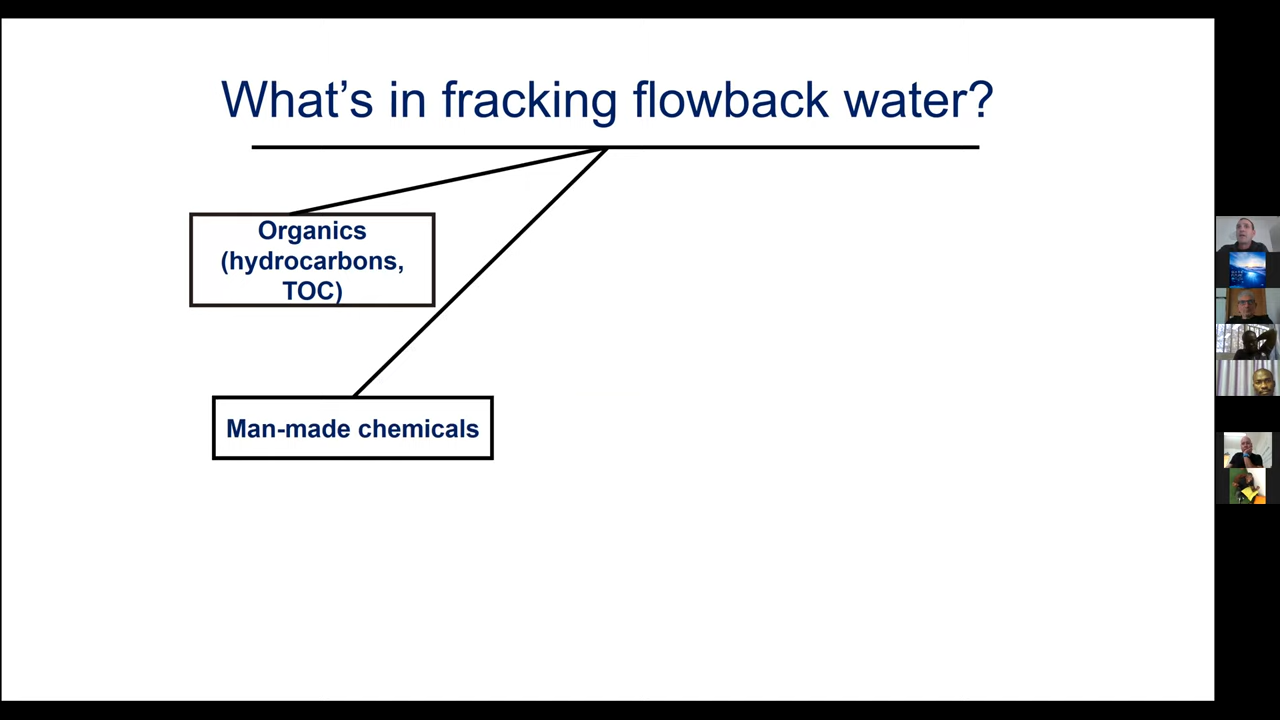 What’s in fracking flowback water?
Organics
(hydrocarbons,
TOC)
Man-made chemicals